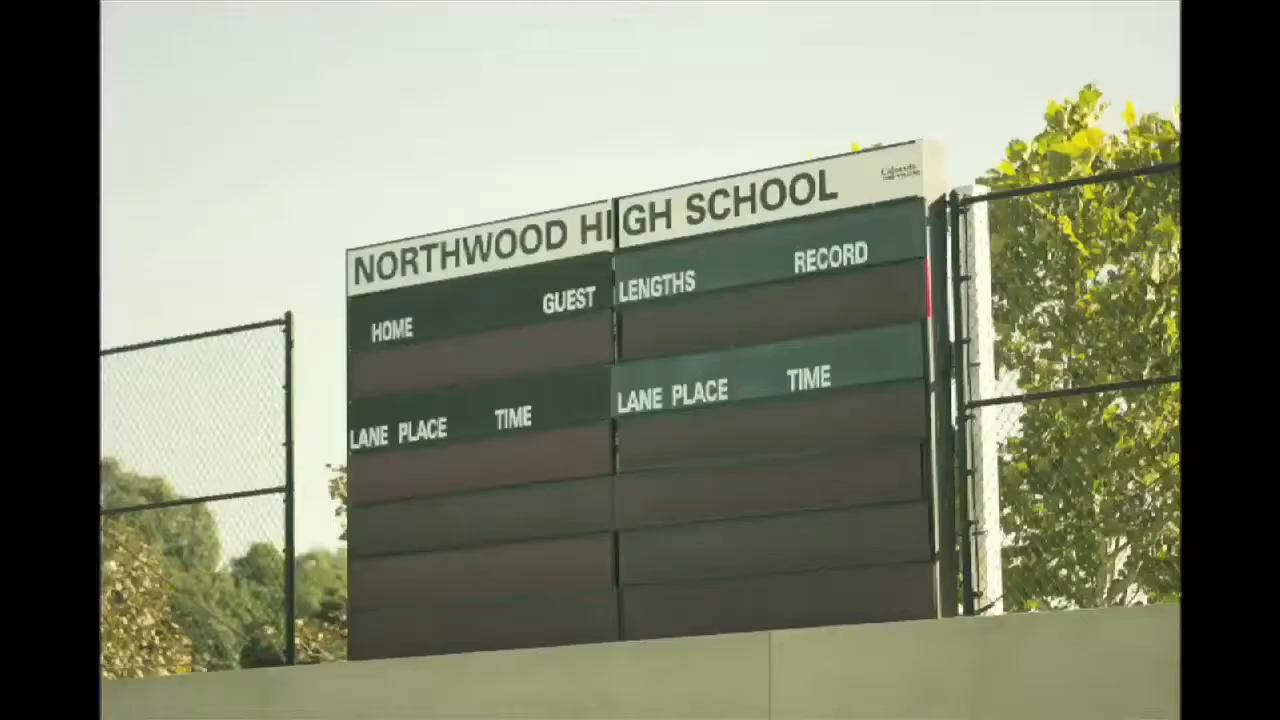 NORTHWOOD HIGH SCHOOL
HOME GUEST LENGTHS RECORD
LANE PLACE TIME LANE PLACE TIME